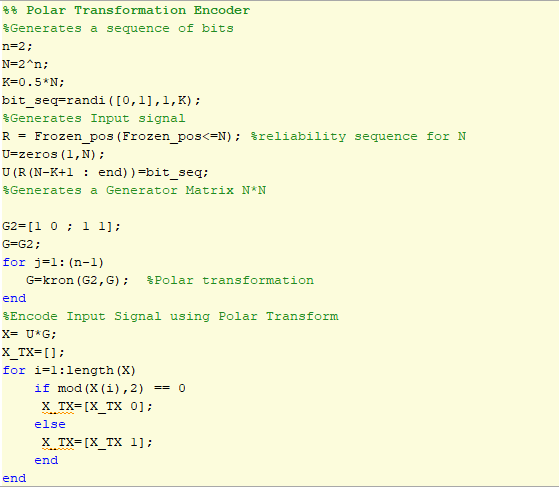 %% Polar Transformation Encoder
%Generates a sequence of bits
n=2;
N=2^n;
K=0.5*N;
bit_seq=randi([0,1],1,K);
%Generates Input signal
R = Frozen_pos(Frozen_pos<=N); %reliability sequence for N
U=zeros(1,N);
U(R(N-K+1 : end))=bit_seq;
%Generates a Generator Matrix N*N

G2=[1 0 ; 1 1];
G=G2;
for j=1:(n-1)
   G=kron(G2,G);  %Polar transformation
end
%Encode Input Signal using Polar Transform
X= U*G;
X_TX=[];
for i=1:length(X)
    if mod(X(i),2) == 0
     X_TX=[X_TX 0];
    else
     X_TX=[X_TX 1];
    end
end